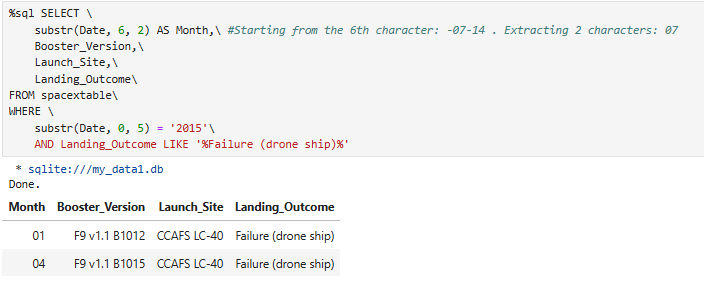 %sql SELECT \
substr(Date, 6, 2) AS Month,\ #Starting from the 6th character: -07-14 . Extracting 2 characters: 07
Booster_Version,\
Launch_Site,\
Landing_Outcome\
FROM spacextable\
WHERE \
substr(Date, 0, 5) = '2015'\
AND Landing_Outcome LIKE '%Failure (drone ship)%'
* sqlite:///my_data1.db
Done.
Month Booster_Version Launch_Site Landing_Outcome
01 F9 v1.1 B1012 CCAFS LC-40 Failure (drone ship)
04 F9 v1.1 B1015 CCAFS LC-40 Failure (drone ship)